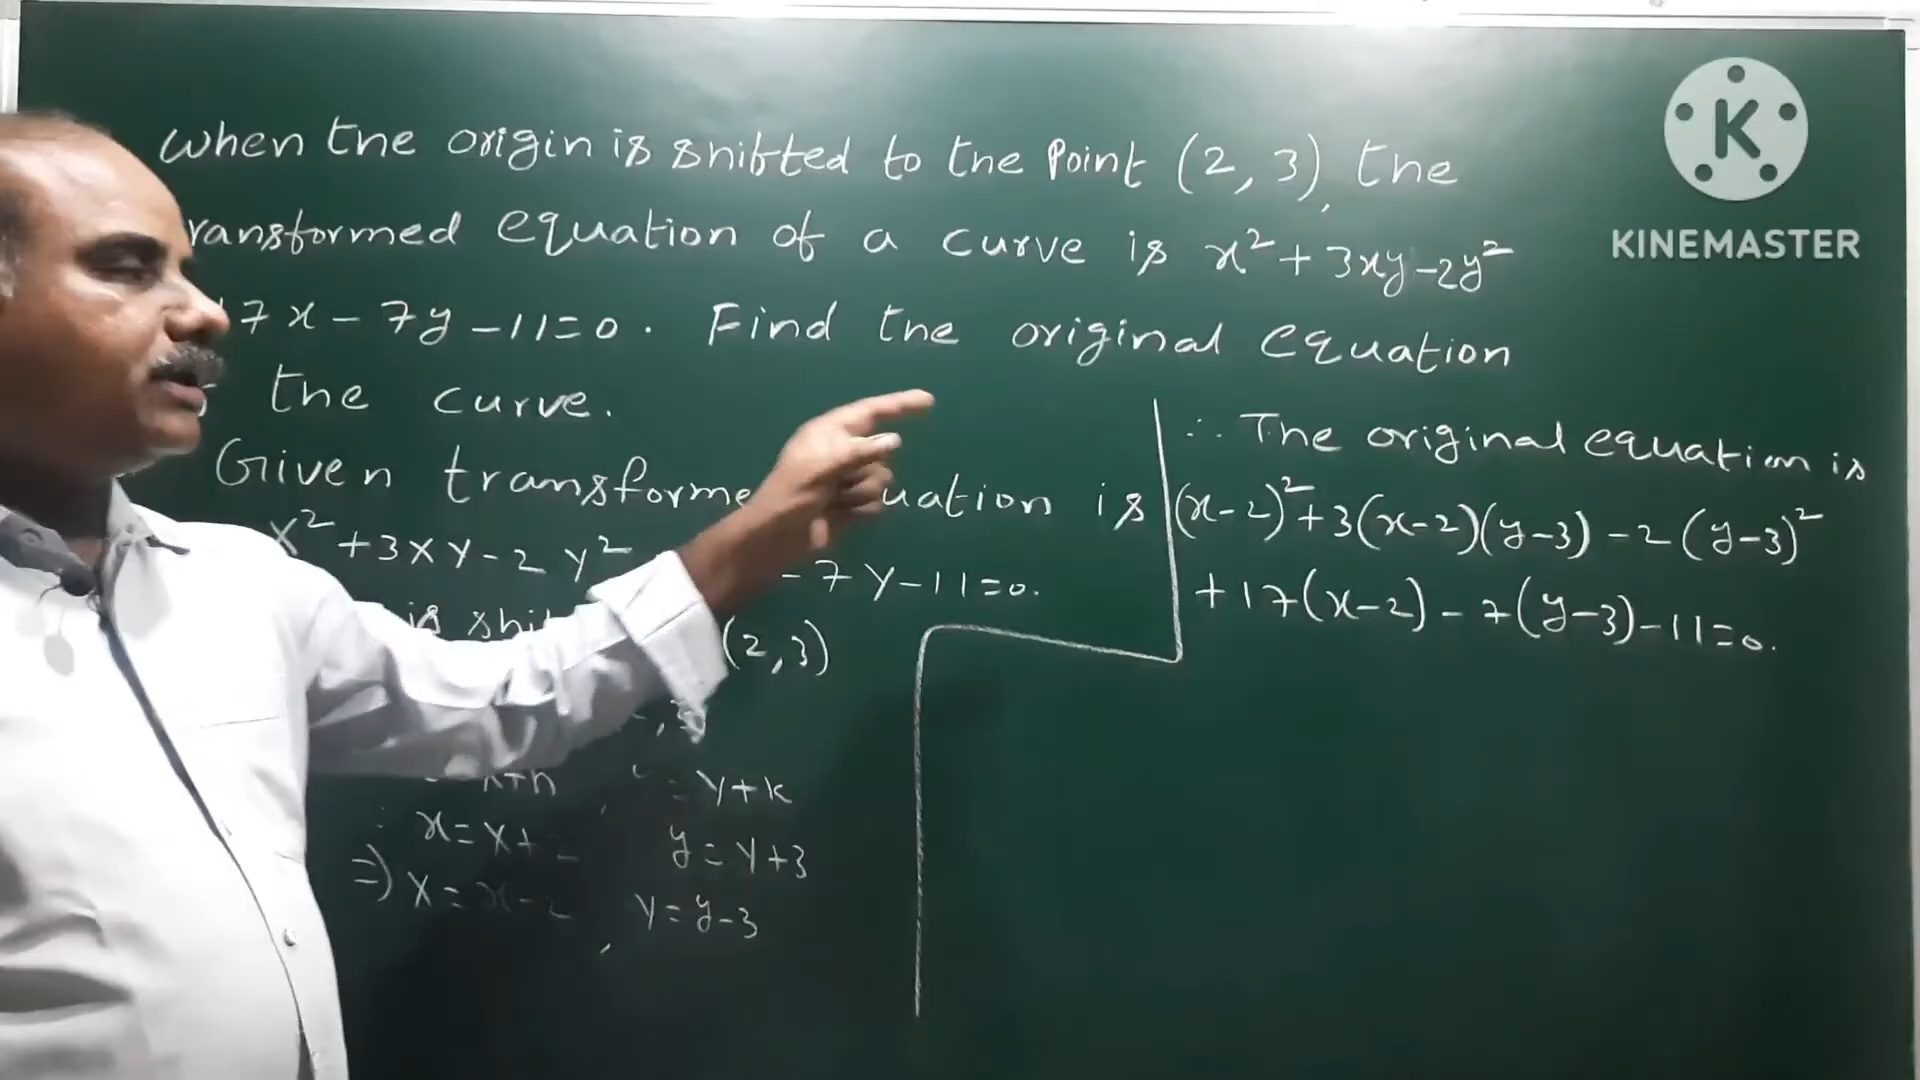 When the origin is shifted to the Point (2, 3), the
ransformed equation of a curve is x²+3xy-2y²
17x - 7y -11=0. Find the original equation
the curve.
Given transforme uation is
X²+3XY-2Y² -7Y-11=0.
is shi (2,3)
X+h = Y+k
x=X+ y=Y+3
⇒ X=x-2, Y=y-3
∴ The original equation is
(x-2)²+3(x-2)(y-3)-2(y-3)²
+17(x-2)-7(y-3)-11=0.
K
KINEMASTER